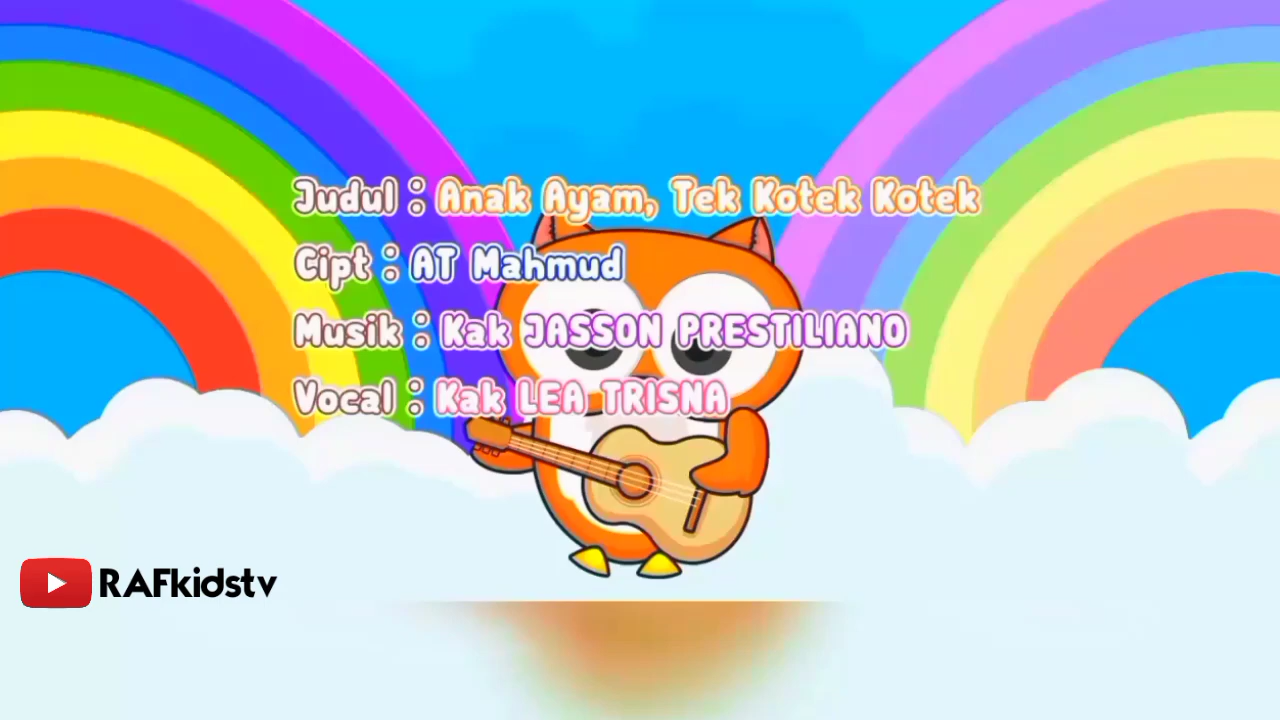 Judul : Anak Ayam, Tek Kotek Kotek
Cipt : AT Mahmud
Musik : Kak JASSON PRESTILIANO
Vocal : Kak LEA TRISNA
RAFkidstv